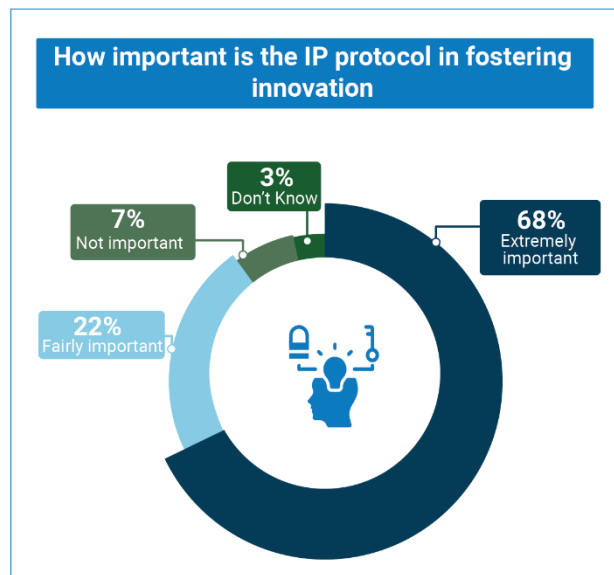 How important is the IP protocol in fostering
innovation
3%
Don't Know
7%
Not important
68%
Extremely
important
22%
Fairly important